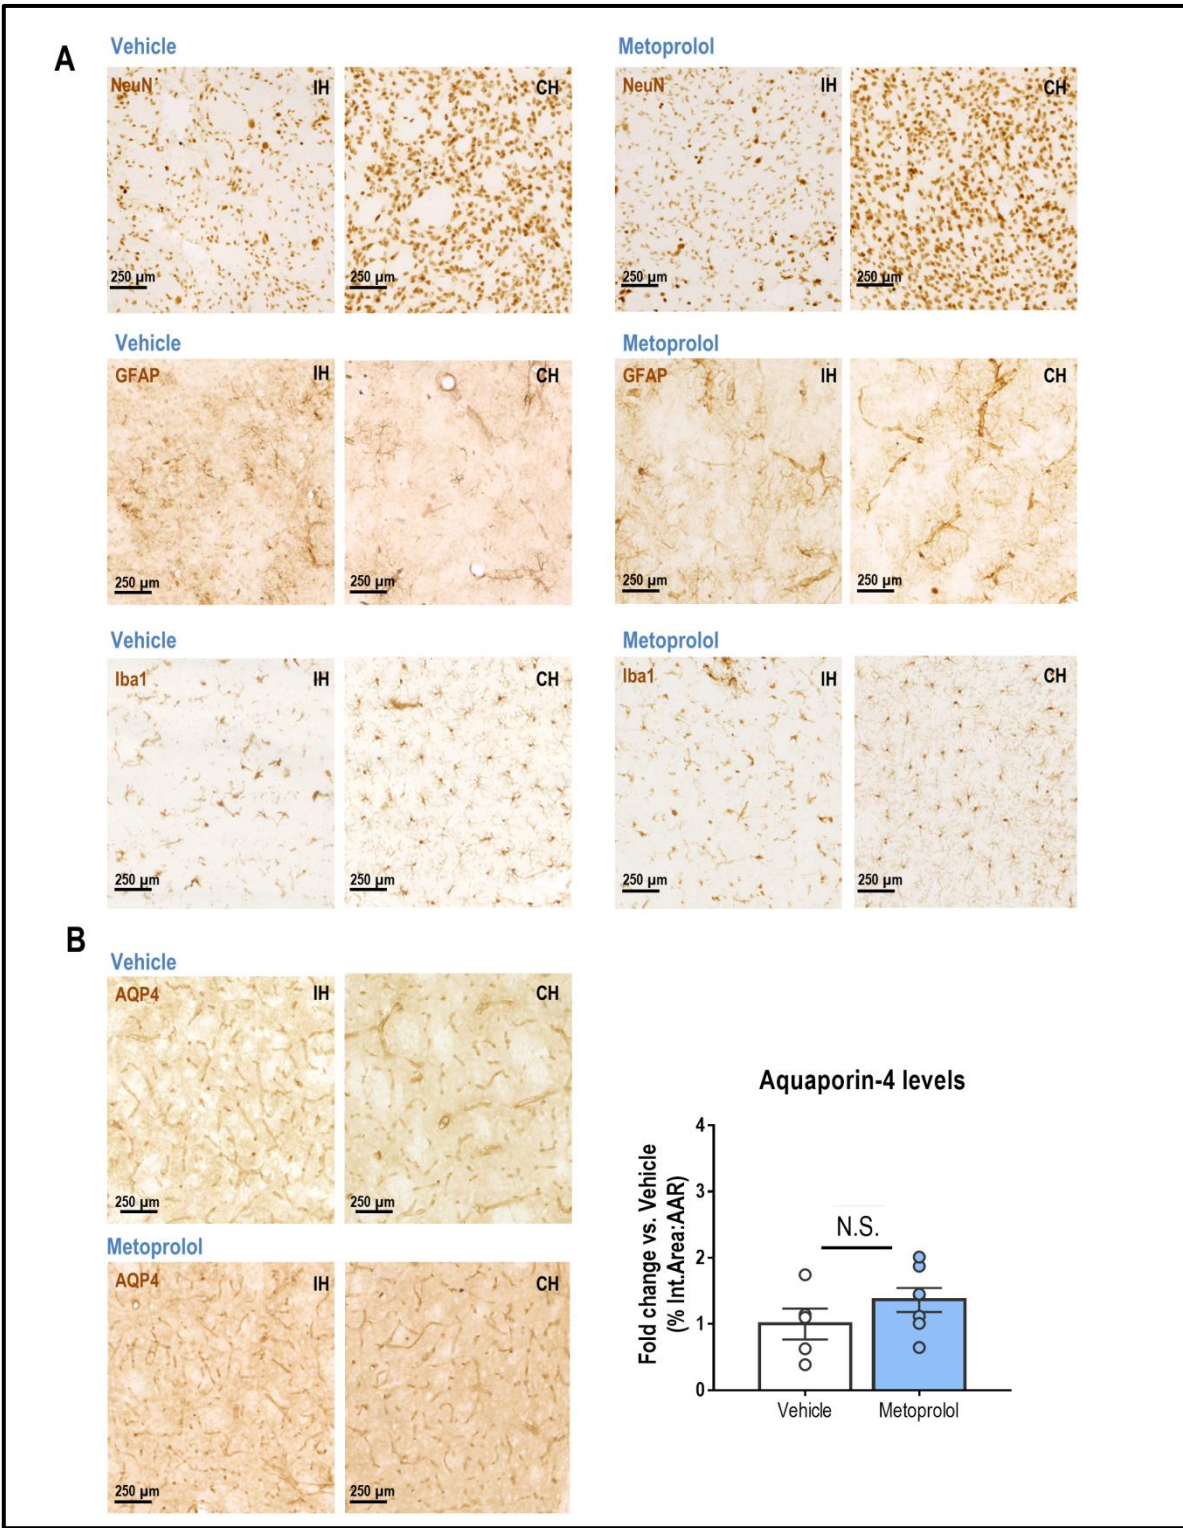 A
Vehicle
Metoprolol
NeuN
IH
CH
NeuN
IH
CH
250 µm
250 µm
250 µm
250 µm
Vehicle
Metoprolol
GFAP
IH
CH
GFAP
IH
CH
250 µm
250 µm
250 µm
250 µm
Vehicle
Metoprolol
Iba1
IH
CH
Iba1
IH
CH
250 µm
250 µm
250 µm
250 µm
B
Vehicle
AQP4
IH
CH
250 µm
250 µm
Metoprolol
AQP4
IH
CH
250 µm
250 µm
Aquaporin-4 levels
Fold change vs. Vehicle
(% Int.Area:AAR)
4
3
2
1
0
N.S.
Vehicle
Metoprolol